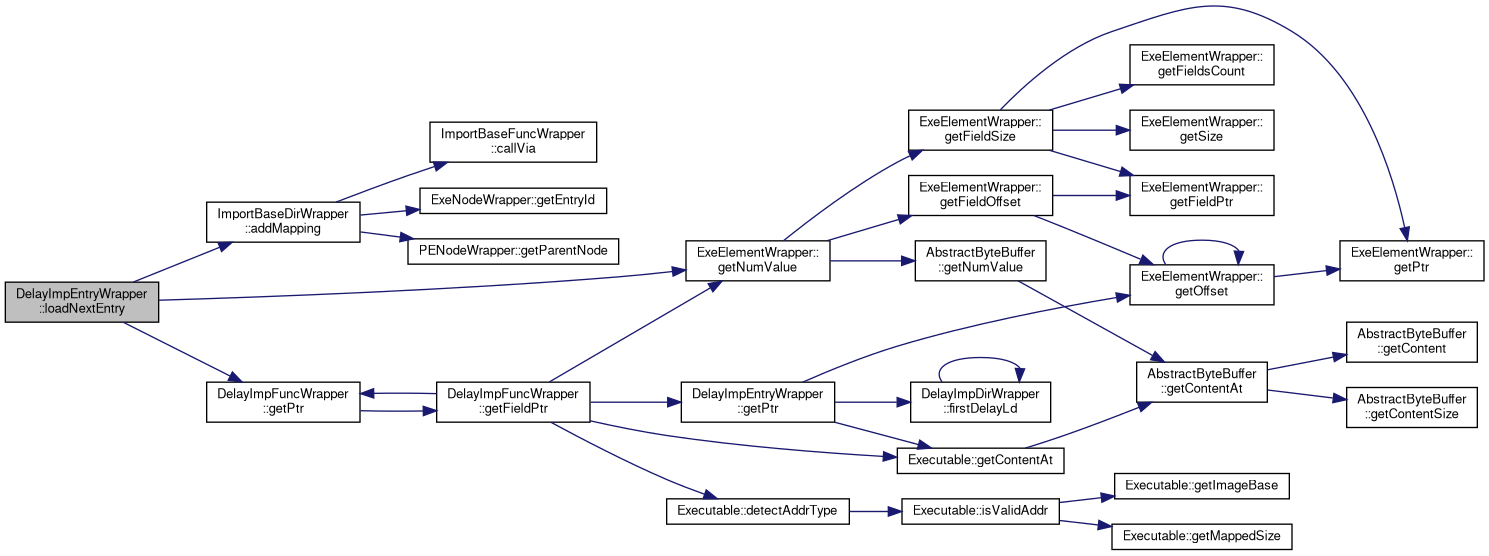 DelayImpEntryWrapper
::loadNextEntry
ImportBaseDirWrapper
::addMapping
DelayImpFuncWrapper
::getPtr
ImportBaseFuncWrapper
::callVia
ExeNodeWrapper::getEntryId
PENodeWrapper::getParentNode
DelayImpFuncWrapper
::getFieldPtr
ExeElementWrapper::
getNumValue
DelayImpEntryWrapper
::getPtr
Executable::detectAddrType
ExeElementWrapper::
getFieldSize
ExeElementWrapper::
getFieldOffset
AbstractByteBuffer
::getNumValue
DelayImpDirWrapper
::firstDelayLd
Executable::getContentAt
Executable::isValidAddr
ExeElementWrapper::
getFieldsCount
ExeElementWrapper::
getSize
ExeElementWrapper::
getFieldPtr
ExeElementWrapper::
getOffset
AbstractByteBuffer
::getContentAt
Executable::getImageBase
Executable::getMappedSize
ExeElementWrapper::
getPtr
AbstractByteBuffer
::getContent
AbstractByteBuffer
::getContentSize